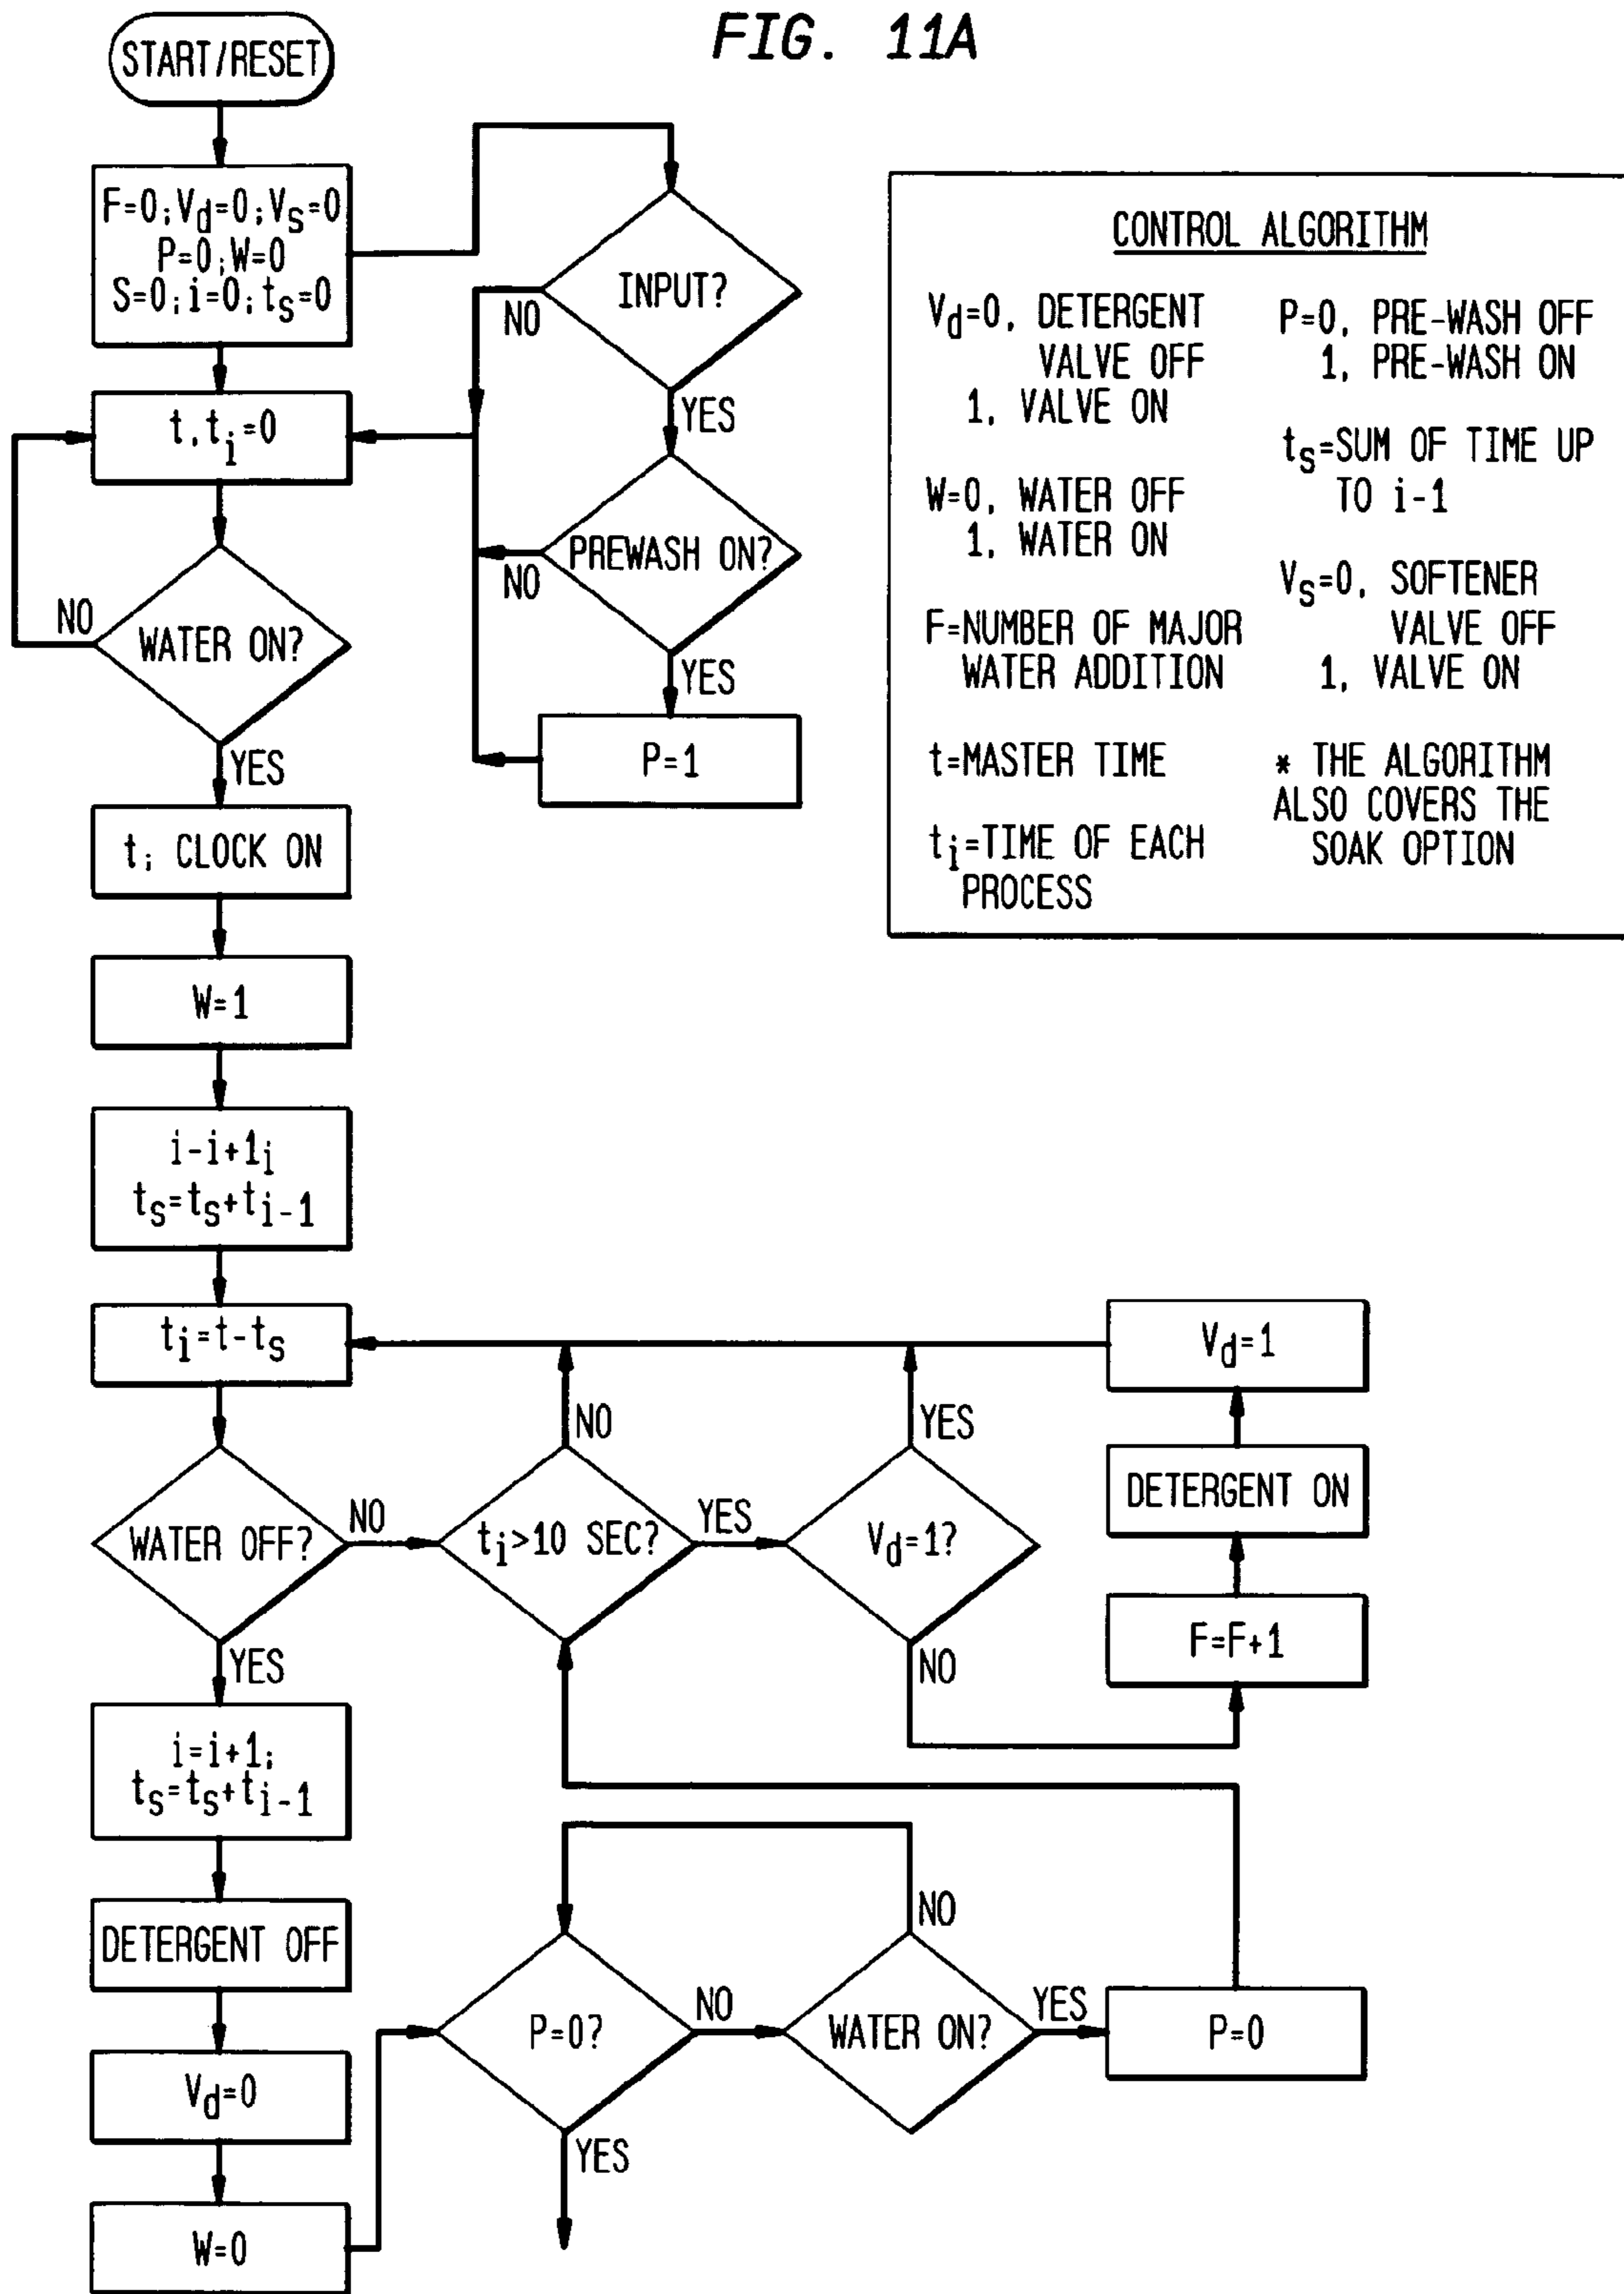 FIG. 11A
START/RESET
F=0;Vd=0;Vs=0
P=0;W=0
S=0;i=0;ts=0
t,ti=0
WATER ON?
NO
YES
INPUT?
NO
YES
PREWASH ON?
NO
YES
P=1
CONTROL ALGORITHM
Vd=0, DETERGENT
VALVE OFF
1, VALVE ON
W=0, WATER OFF
1, WATER ON
F=NUMBER OF MAJOR
WATER ADDITION
t=MASTER TIME
ti=TIME OF EACH
PROCESS
P=0, PRE-WASH OFF
1, PRE-WASH ON
ts=SUM OF TIME UP
TO i-1
Vs=0, SOFTENER
VALVE OFF
1, VALVE ON
* THE ALGORITHM
ALSO COVERS THE
SOAK OPTION
t; CLOCK ON
W=1
i-i+1j
ts=ts+ti-1
ti=t-ts
WATER OFF?
NO
YES
ti>10 SEC?
NO
YES
Vd=1?
YES
NO
Vd=1
DETERGENT ON
F=F+1
i=i+1;
ts=ts+ti-1
DETERGENT OFF
Vd=0
W=0
P=0?
NO
YES
WATER ON?
NO
YES
P=0